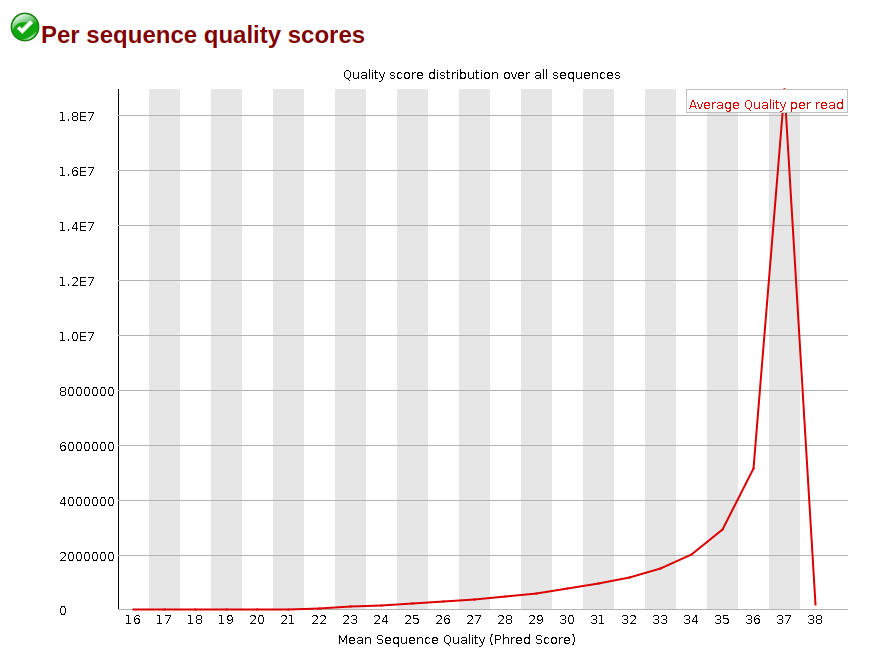 Per sequence quality scores
Quality score distribution over all sequences
Average Quality per read
1.8E7
1.6E7
1.4E7
1.2E7
1.0E7
8000000
6000000
4000000
2000000
0
16 17 18 19 20 21 22 23 24 25 26 27 28 29 30 31 32 33 34 35 36 37 38
Mean Sequence Quality (Phred Score)